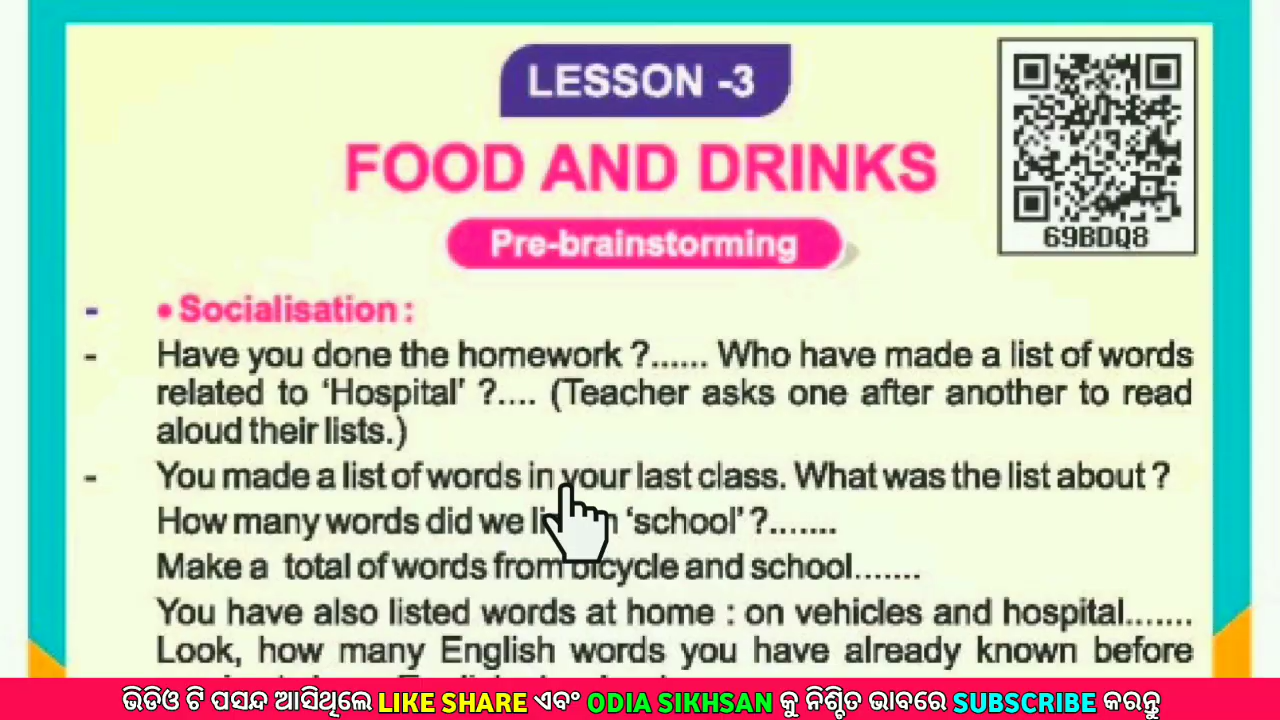 LESSON -3
FOOD AND DRINKS
69BDQ8
Pre-brainstorming
- • Socialisation :
- Have you done the homework ?...... Who have made a list of words
related to ‘Hospital’ ?.... (Teacher asks one after another to read
aloud their lists.)
- You made a list of words in your last class. What was the list about ?
How many words did we ‘school’ ?.......
Make a total of words from bicycle and school.......
You have also listed words at home : on vehicles and hospital.......
Look, how many English words you have already known before
ଭିଡିଓ ଟି ପସନ୍ଦ ଆସିଥିଲେ LIKE SHARE ଏବଂ ODIA SIKHSAN କୁ ନିଶ୍ଚିତ ଭାବରେ SUBSCRIBE କରନ୍ତୁ